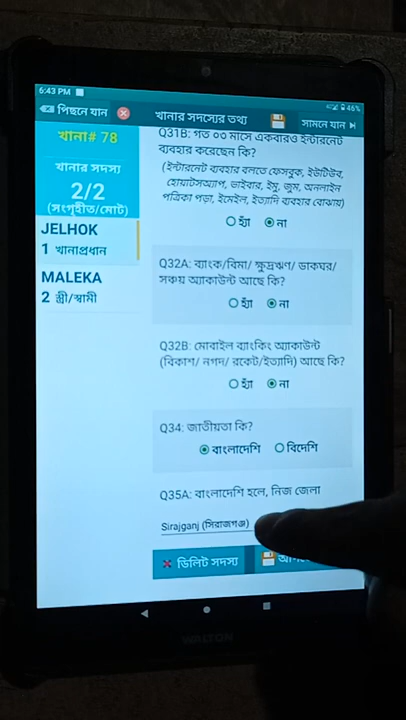 6:43 PM
46%
পিছনে যান
খানার সদস্যের তথ্য
সামনে যান
খানা# 78
খানার সদস্য
2/2
(সংগৃহীত/মোট)
JELHOK
1 খানাপ্রধান
MALEKA
2 স্ত্রী/স্বামী
Q31B: গত ০৩ মাসে একবারও ইন্টারনেট
ব্যবহার করেছেন কি?
(ইন্টারনেট ব্যবহার বলতে ফেসবুক, ইউটিউব,
হোয়াটসঅ্যাপ, ভাইবার, ইমু, জুম, অনলাইন
পত্রিকা পড়া, ইমেইল, ইত্যাদি ব্যবহার বোঝায়)
হ্যাঁ না
Q32A: ব্যাংক/বিমা/ ক্ষুদ্রঋণ/ ডাকঘর/
সঞ্চয় অ্যাকাউন্ট আছে কি?
হ্যাঁ না
Q32B: মোবাইল ব্যাংকিং অ্যাকাউন্ট
(বিকাশ/ নগদ/ রকেট/ইত্যাদি) আছে কি?
হ্যাঁ না
Q34: জাতীয়তা কি?
বাংলাদেশি বিদেশি
Q35A: বাংলাদেশি হলে, নিজ জেলা
Sirajganj (সিরাজগঞ্জ)
ডিলিট সদস্য
WALTON